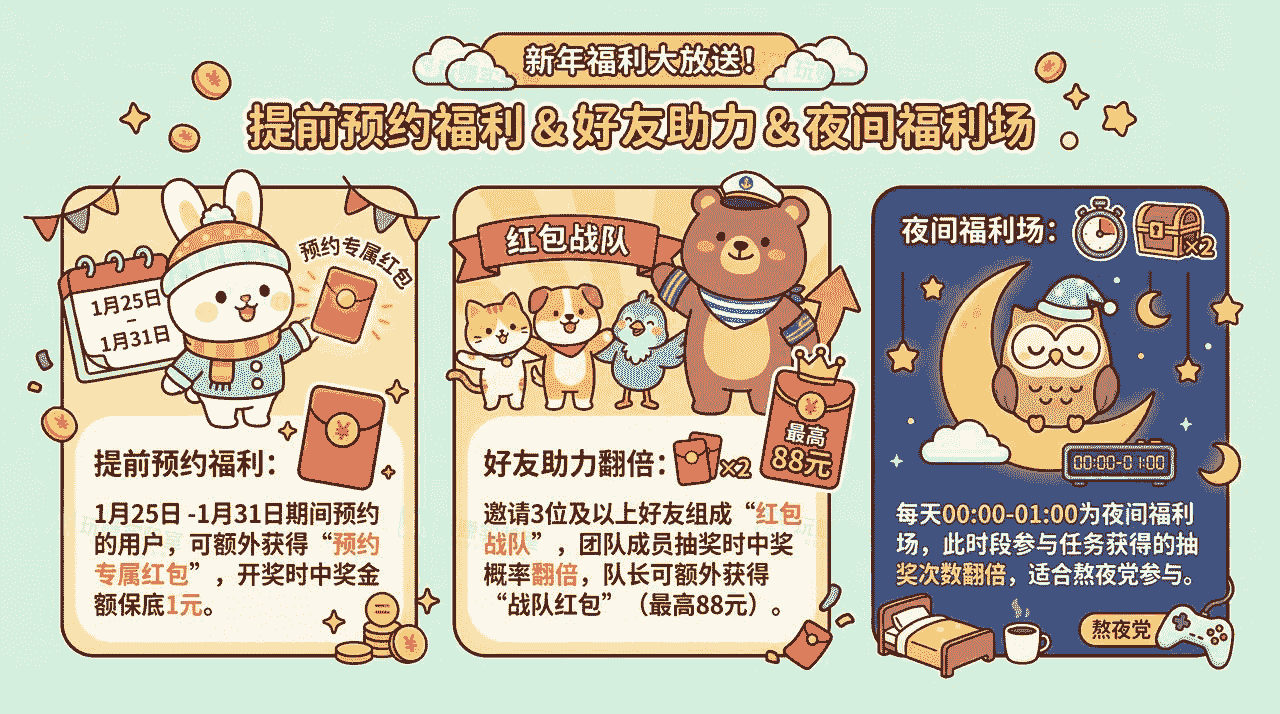 新年福利大放送！
提前预约福利＆好友助力＆夜间福利场
1月25日
–
1月31日
预约专属红包
提前预约福利：
1月25日 -1月31日期间预约
的用户，可额外获得“预约
专属红包”，开奖时中奖金
额保底1元。
红包战队
好友助力翻倍：
x2
最高
88元
邀请3位及以上好友组成“红包
战队”，团队成员抽奖时中奖
概率翻倍，队长可额外获得
“战队红包”（最高88元）。
夜间福利场：
x2
00:00-01:00
每天00:00-01:00为夜间福利
场，此时段参与任务获得的抽
奖次数翻倍，适合熬夜党参与。
熬夜党